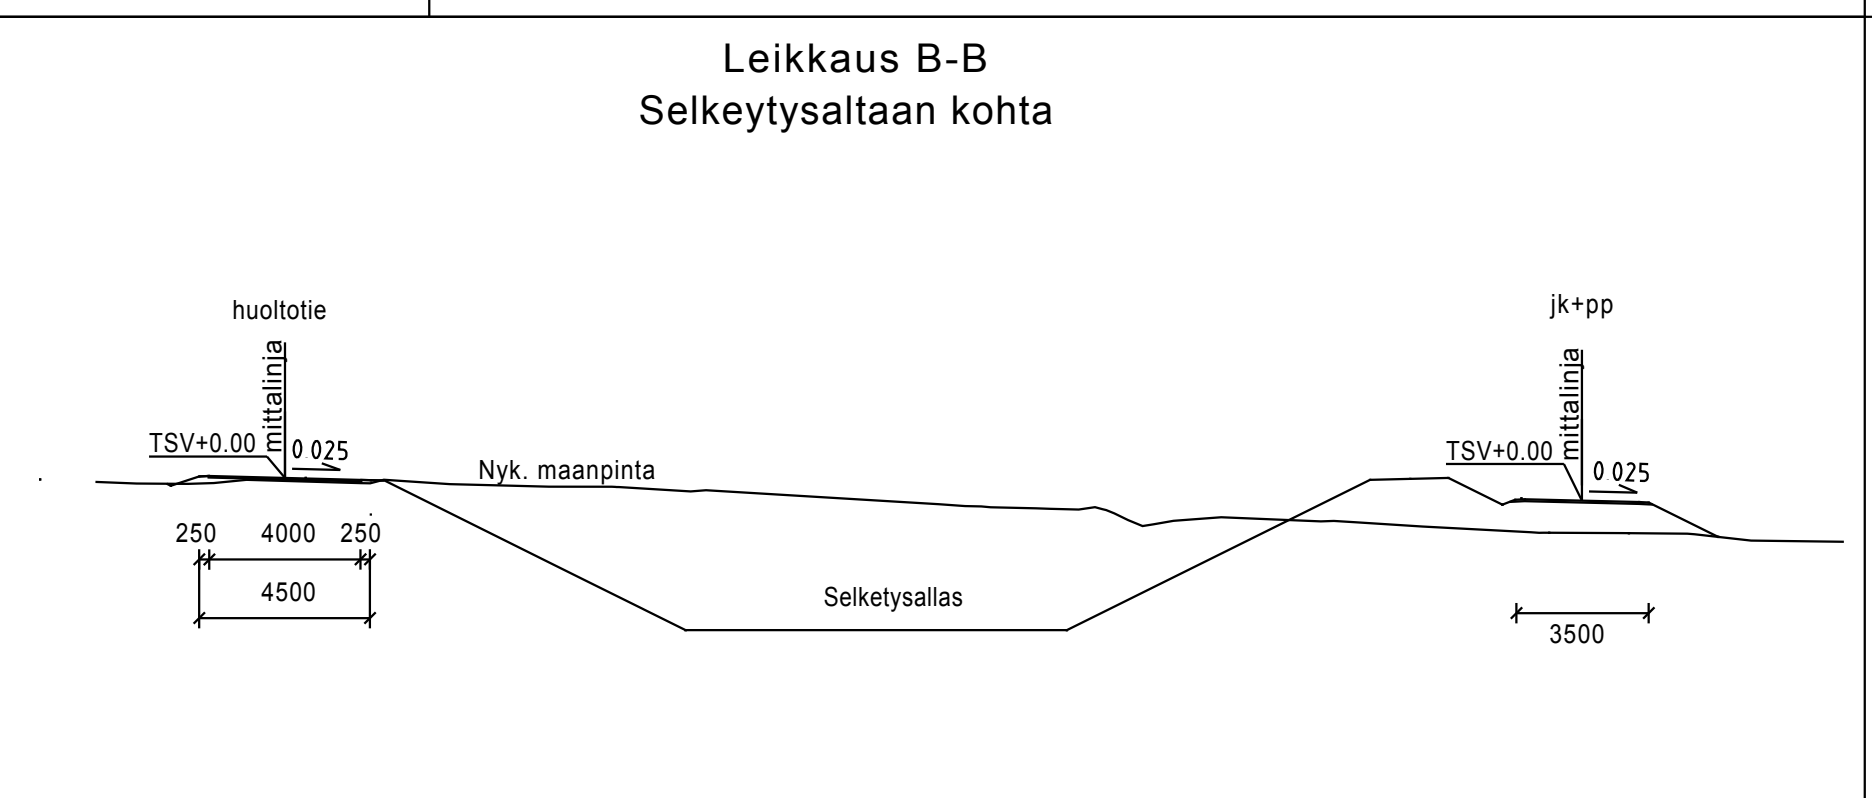 Leikkaus B-B
Selkeytysaltaan kohta
huoltotie
jk+pp
mittalinja
mittalinja
TSV+0.00
0.025
TSV+0.00
0.025
Nyk. maanpinta
250 4000 250
4500
Selketysallas
3500